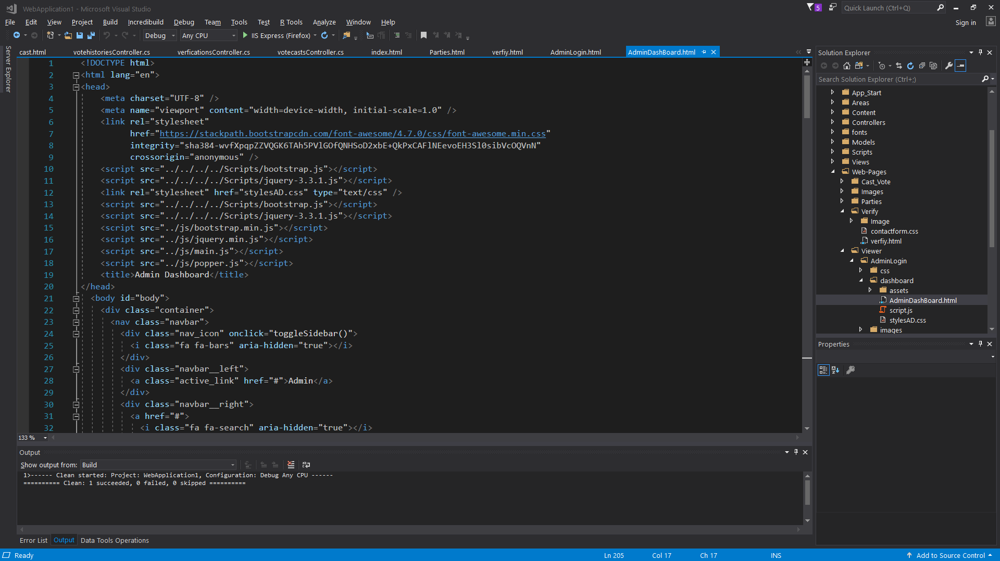 WebApplication1 - Microsoft Visual Studio
5
Quick Launch (Ctrl+Q)
File Edit View Project Build Incredibuild Debug Team Tools Test R Tools Analyze Window Help
Sign in
Debug Any CPU IIS Express (Firefox)
Server Explorer
cast.html votehistoriesController.cs verficationsController.cs votecastsController.cs index.html Parties.html verfiy.html AdminLogin.html AdminDashBoard.html
1 <!DOCTYPE html>
2 <html lang="en">
3 <head>
4 <meta charset="UTF-8" />
5 <meta name="viewport" content="width=device-width, initial-scale=1.0" />
6 <link rel="stylesheet"
7 href="https://stackpath.bootstrapcdn.com/font-awesome/4.7.0/css/font-awesome.min.css"
8 integrity="sha384-wvfXpqpZZVQGK6TAh5PVlGOfQNHSoD2xbE+QkPxCAFlNEevoEH3Sl0sibVcOQVnN"
9 crossorigin="anonymous" />
10 <script src="../../../../Scripts/bootstrap.js"></script>
11 <script src="../../../../Scripts/jquery-3.3.1.js"></script>
12 <link rel="stylesheet" href="stylesAD.css" type="text/css" />
13 <script src="../../../../Scripts/bootstrap.js"></script>
14 <script src="../../../../Scripts/jquery-3.3.1.js"></script>
15 <script src="../js/bootstrap.min.js"></script>
16 <script src="../js/jquery.min.js"></script>
17 <script src="../js/main.js"></script>
18 <script src="../js/popper.js"></script>
19 <title>Admin Dashboard</title>
20 </head>
21 <body id="body">
22 <div class="container">
23 <nav class="navbar">
24 <div class="nav_icon" onclick="toggleSidebar()">
25 <i class="fa fa-bars" aria-hidden="true"></i>
26 </div>
27 <div class="navbar__left">
28 <a class="active_link" href="#">Admin</a>
29 </div>
30 <div class="navbar__right">
31 <a href="#">
32 <i class="fa fa-search" aria-hidden="true"></i>
133 %
Output
Show output from: Build
1>------ Clean started: Project: WebApplication1, Configuration: Debug Any CPU ------
========== Clean: 1 succeeded, 0 failed, 0 skipped ==========
Error List Output Data Tools Operations
Solution Explorer
Search Solution Explorer (Ctrl+;)
App_Start
Areas
Content
Controllers
fonts
Models
Scripts
Views
Web-Pages
Cast_Vote
Images
Parties
Verify
Image
contactform.css
verfiy.html
Viewer
AdminLogin
css
dashboard
assets
AdminDashBoard.html
script.js
stylesAD.css
images
Properties
Ready Ln 205 Col 17 Ch 17 INS Add to Source Control